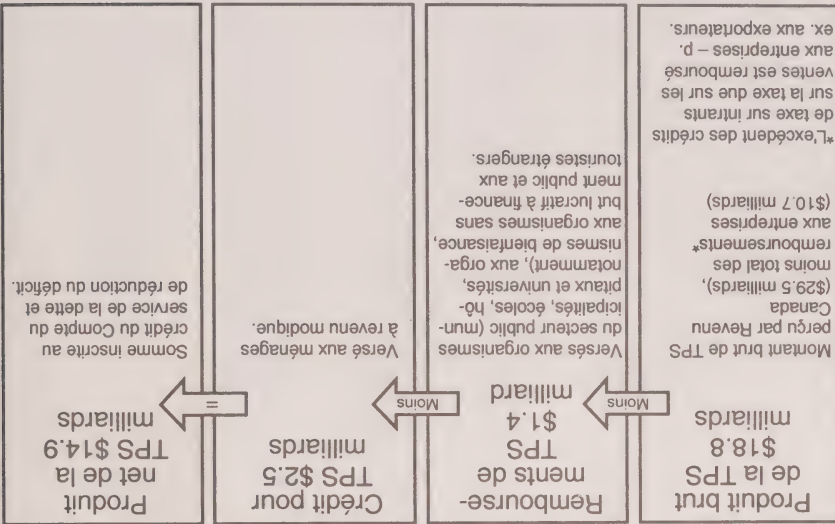 Produit brut
de la TPS
$18.8
milliards
Montant brut de TPS
perçu par Revenu
Canada
($29.5 milliards),
moins total des
remboursements*
aux entreprises
($10.7 milliards)
*L'excédent des crédits
de taxe sur intrants
sur la taxe due sur les
ventes est remboursé
aux entreprises – p.
ex. aux exportateurs.
Moins
Rembourse-
ments de
TPS
$1.4
milliard
Versés aux organismes
du secteur public (mun-
icipalités, écoles, hô-
pitaux et universités,
notamment), aux orga-
nismes de bienfaisance,
aux organismes sans
but lucratif à finance-
ment public et aux
touristes étrangers.
Moins
Crédit pour
TPS $2.5
milliards
Versé aux ménages
à revenu modique.
=
Produit
net de la
TPS $14.9
milliards
Somme inscrite au
crédit du Compte du
service de la dette et
de réduction du déficit.